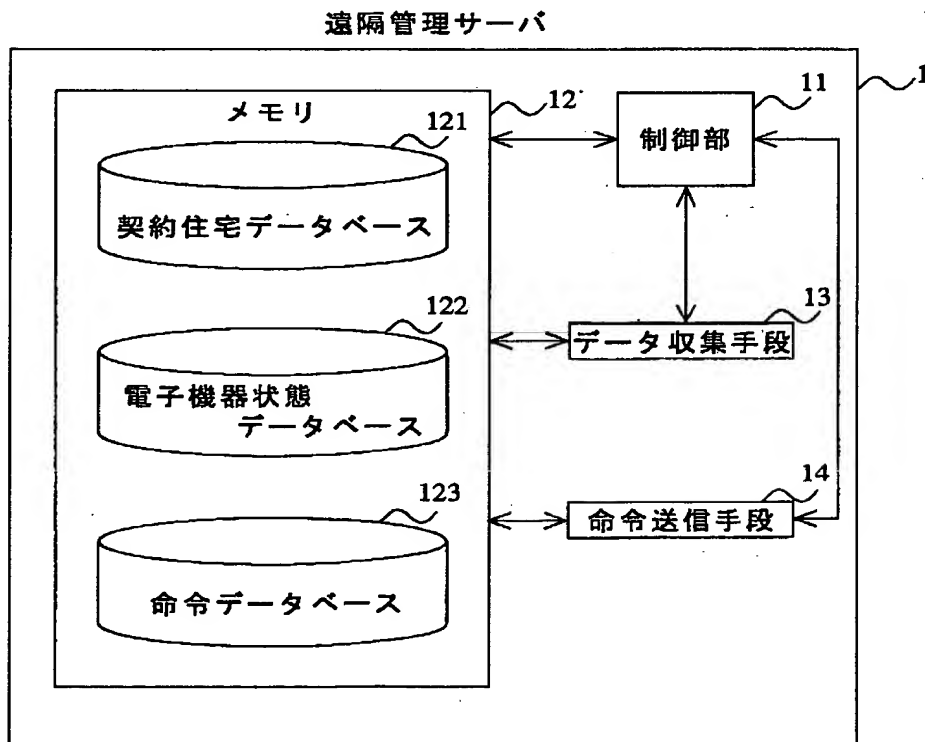 遠隔管理サーバ
1
メモリ
12
11
制御部
121
契約住宅データベース
122
電子機器状態
データベース
13
データ収集手段
123
命令データベース
14
命令送信手段